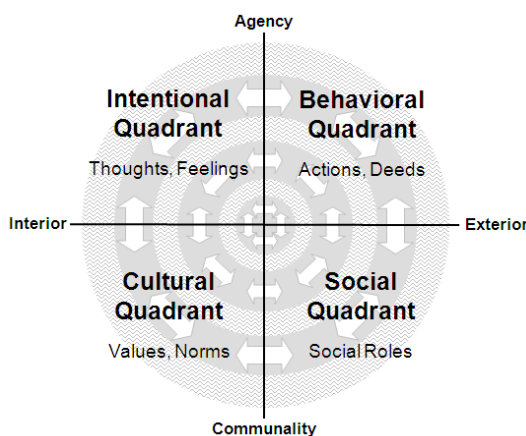 Agency
Intentional
Quadrant
Thoughts, Feelings
Behavioral
Quadrant
Actions, Deeds
Interior
Exterior
Cultural
Quadrant
Values, Norms
Social
Quadrant
Social Roles
Communality